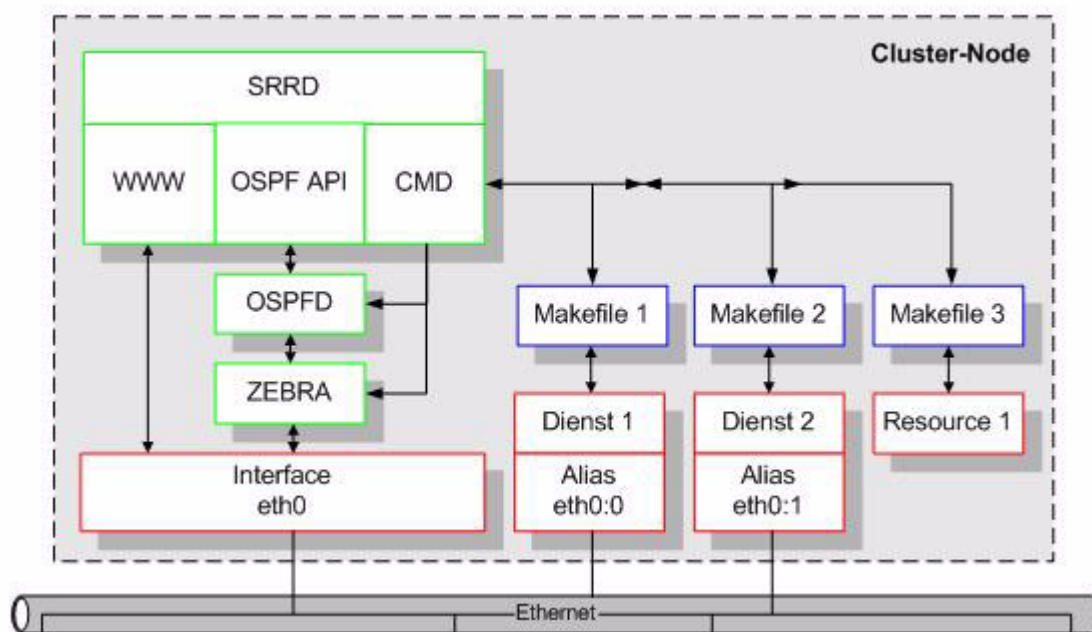 Cluster-Node
SRRD
WWW
OSPF API
CMD
OSPFD
ZEBRA
Interface
eth0
Makefile 1
Makefile 2
Makefile 3
Dienst 1
Alias
eth0:0
Dienst 2
Alias
eth0:1
Resource 1
Ethernet